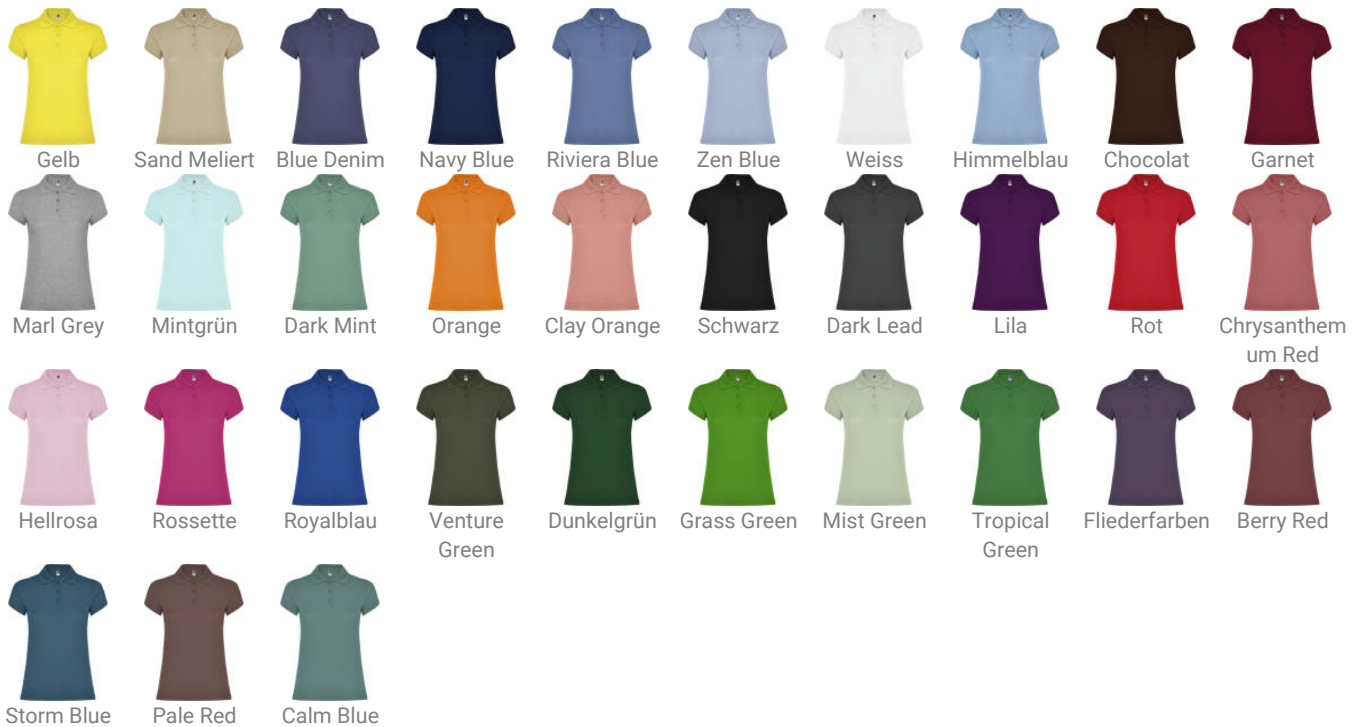 Gelb
Sand Meliert
Blue Denim
Navy Blue
Riviera Blue
Zen Blue
Weiss
Himmelblau
Chocolat
Garnet
Marl Grey
Mintgrün
Dark Mint
Orange
Clay Orange
Schwarz
Dark Lead
Lila
Rot
Chrysanthem
um Red
Hellrosa
Rossette
Royalblau
Venture
Green
Dunkelgrün
Grass Green
Mist Green
Tropical
Green
Fliederfarben
Berry Red
Storm Blue
Pale Red
Calm Blue